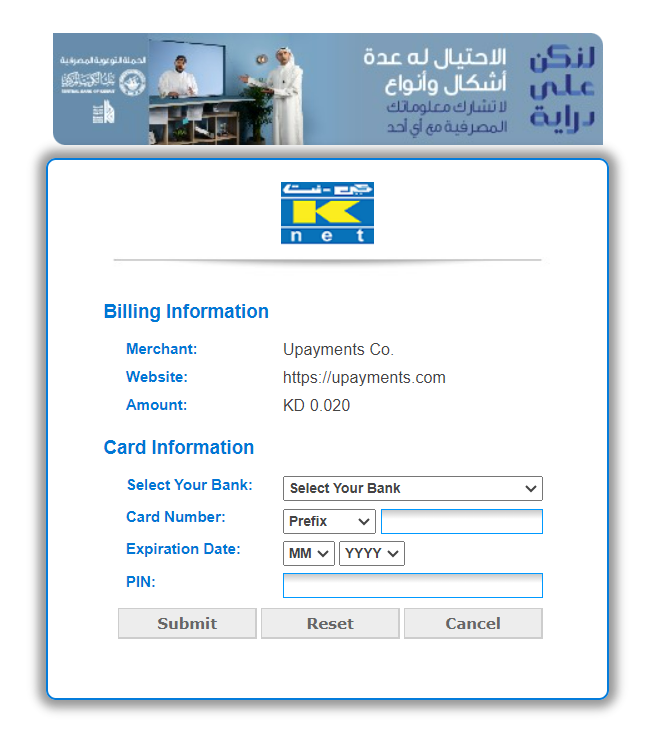 الحملة التوعوية المصرفية
بنك الكويت المركزي
CENTRAL BANK OF KUWAIT
لنكن
على
دراية
الاحتيال له عدة
أشكال وأنواع
لا تشارك معلوماتك
المصرفية مع أي أحد
كي - نت
K
net
Billing Information
Merchant: Upayments Co.
Website: https://upayments.com
Amount: KD 0.020
Card Information
Select Your Bank: Select Your Bank
Card Number: Prefix
Expiration Date: MM YYYY
PIN:
Submit Reset Cancel